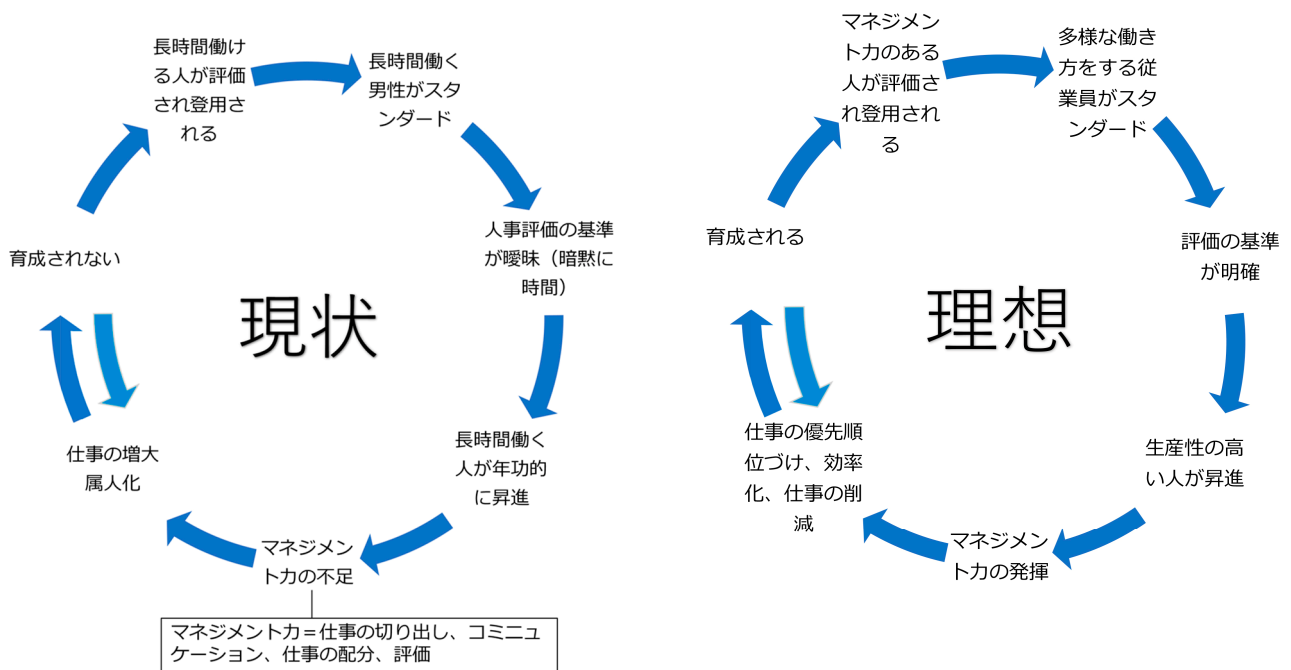 長時間働け
る人が評価
され登用さ
れる
長時間働く
男性がスタ
ンダード
人事評価の基準
が曖昧（暗黙に
時間）
長時間働く
人が年功的
に昇進
マネジメン
ト力の不足
マネジメント力＝仕事の切り出し、コミニュ
ケーション、仕事の配分、評価
仕事の増大
属人化
育成されない
現状
マネジメン
ト力のある
人が評価さ
れ登用され
る
多様な働き
方をする従
業員がスタ
ンダード
評価の基準
が明確
生産性の高
い人が昇進
マネジメン
ト力の発揮
仕事の優先順
位づけ、効率
化、仕事の削
減
育成される
理想